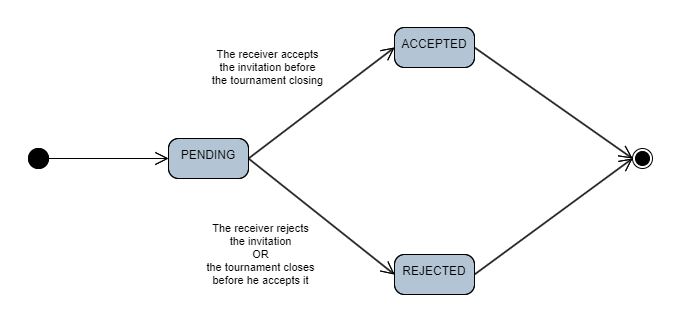 The receiver accepts
the invitation before
the tournament closing
ACCEPTED
PENDING
The receiver rejects
the invitation
OR
the tournament closes
before he accepts it
REJECTED